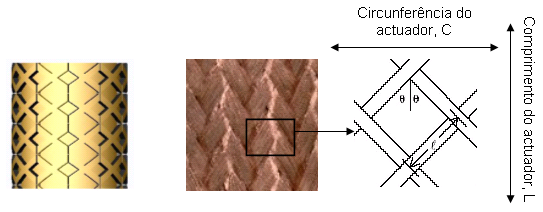 Circunferência do
actuador, C
θ θ
ℓ
Comprimento do actuador, L